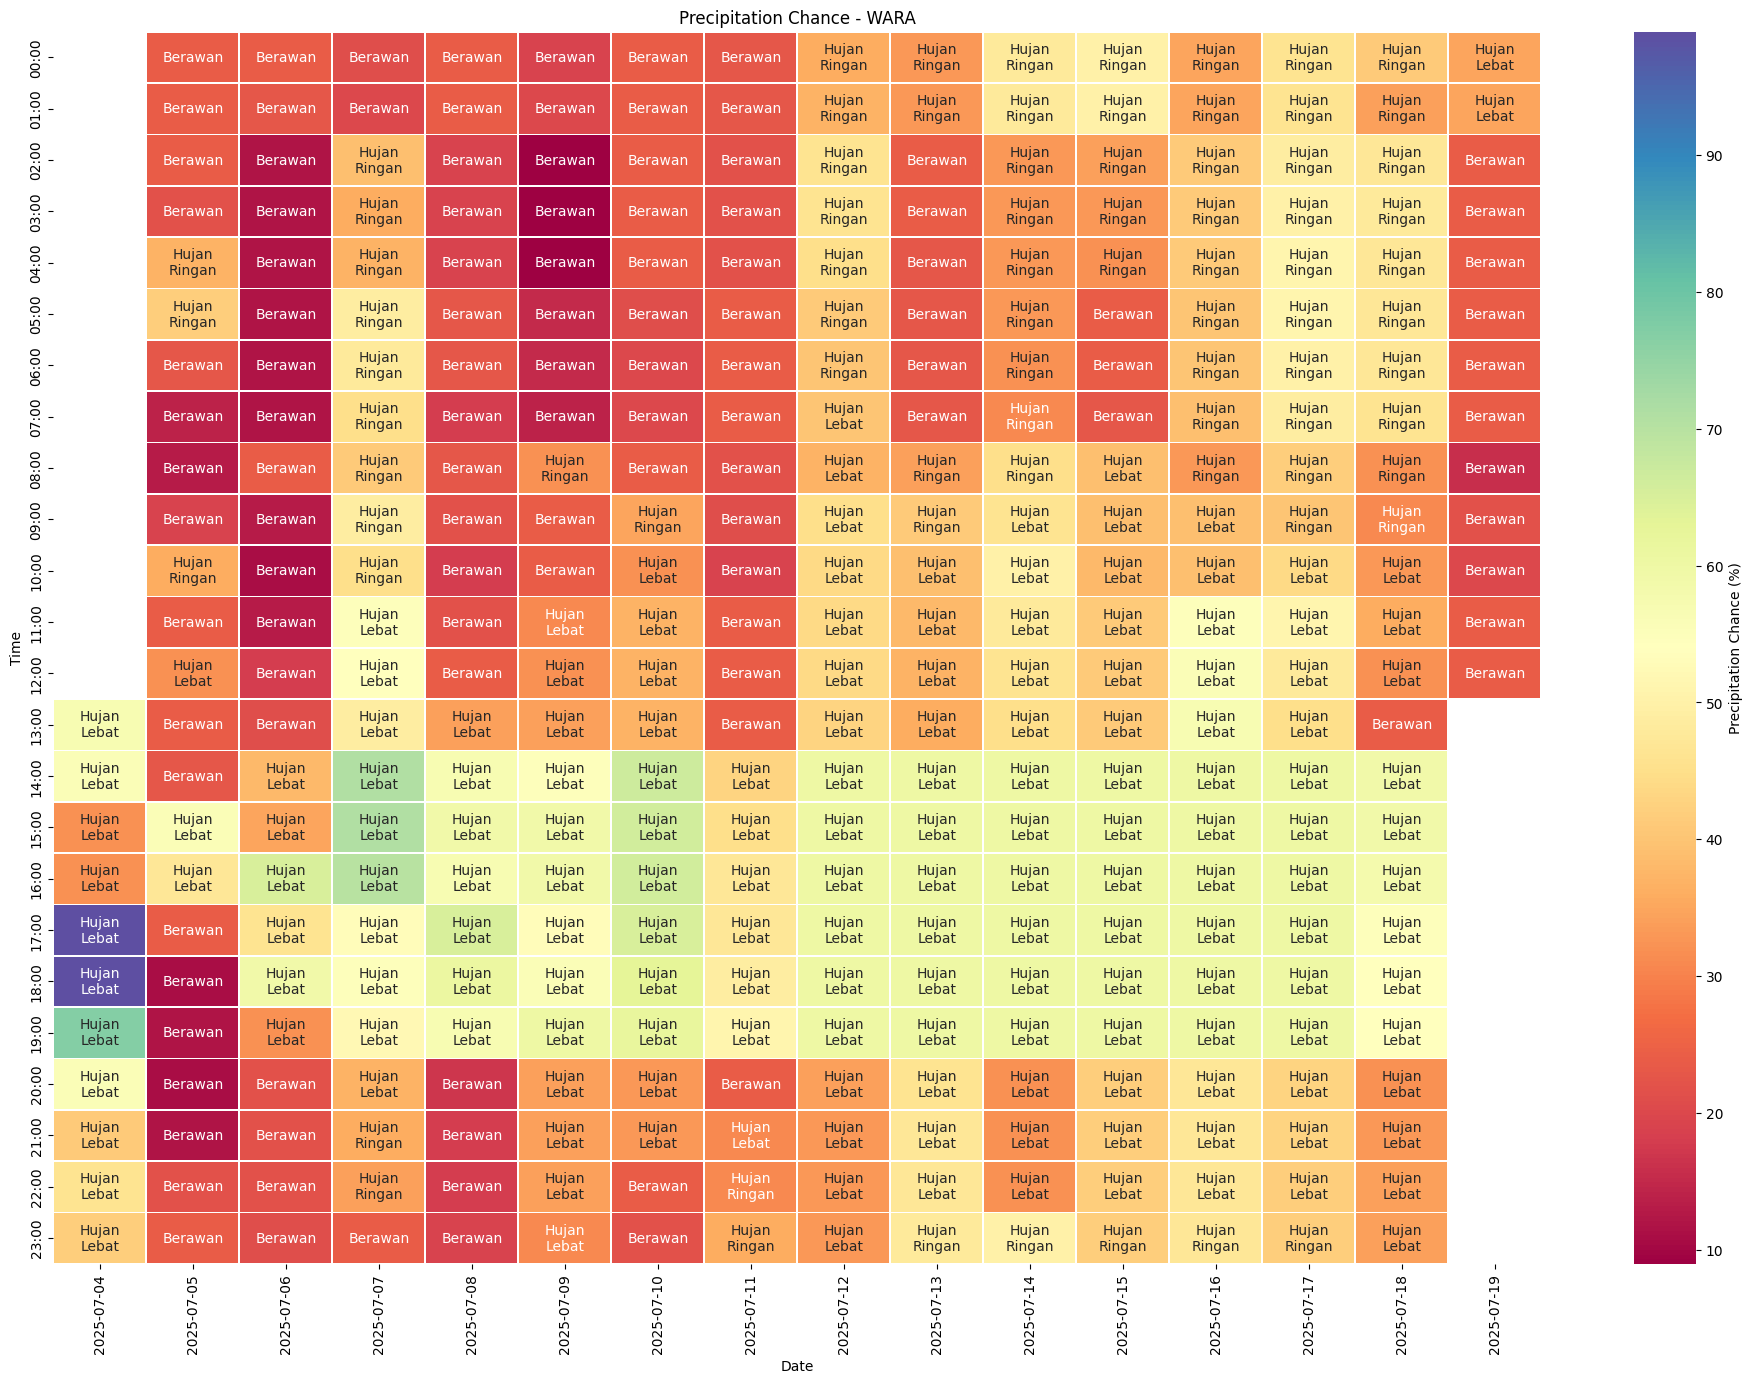 Precipitation Chance - WARA
Time
00:00 Berawan Berawan Berawan Berawan Berawan Berawan Berawan Hujan Ringan Hujan Ringan Hujan Ringan Hujan Ringan Hujan Ringan Hujan Ringan Hujan Ringan Hujan Lebat
01:00 Berawan Berawan Berawan Berawan Berawan Berawan Berawan Hujan Ringan Hujan Ringan Hujan Ringan Hujan Ringan Hujan Ringan Hujan Ringan Hujan Ringan Hujan Lebat
02:00 Berawan Berawan Hujan Ringan Berawan Berawan Berawan Berawan Hujan Ringan Berawan Hujan Ringan Hujan Ringan Hujan Ringan Hujan Ringan Hujan Ringan Berawan
03:00 Berawan Berawan Hujan Ringan Berawan Berawan Berawan Berawan Hujan Ringan Berawan Hujan Ringan Hujan Ringan Hujan Ringan Hujan Ringan Hujan Ringan Berawan
04:00 Hujan Ringan Berawan Hujan Ringan Berawan Berawan Berawan Berawan Hujan Ringan Berawan Hujan Ringan Hujan Ringan Hujan Ringan Hujan Ringan Hujan Ringan Berawan
05:00 Hujan Ringan Berawan Hujan Ringan Berawan Berawan Berawan Berawan Hujan Ringan Berawan Hujan Ringan Berawan Hujan Ringan Hujan Ringan Hujan Ringan Berawan
06:00 Berawan Berawan Hujan Ringan Berawan Berawan Berawan Berawan Hujan Ringan Berawan Hujan Ringan Berawan Hujan Ringan Hujan Ringan Hujan Ringan Berawan
07:00 Berawan Berawan Hujan Ringan Berawan Berawan Berawan Berawan Hujan Lebat Berawan Hujan Ringan Berawan Hujan Ringan Hujan Ringan Hujan Ringan Berawan
08:00 Berawan Berawan Hujan Ringan Berawan Hujan Ringan Berawan Berawan Hujan Lebat Hujan Ringan Hujan Ringan Hujan Lebat Hujan Ringan Hujan Ringan Hujan Ringan Berawan
09:00 Berawan Berawan Hujan Ringan Berawan Berawan Hujan Ringan Berawan Hujan Lebat Hujan Ringan Hujan Lebat Hujan Lebat Hujan Lebat Hujan Ringan Hujan Ringan Berawan
10:00 Hujan Ringan Berawan Hujan Ringan Berawan Berawan Hujan Lebat Berawan Hujan Lebat Hujan Lebat Hujan Lebat Hujan Lebat Hujan Lebat Hujan Lebat Hujan Lebat Berawan
11:00 Berawan Berawan Hujan Lebat Berawan Hujan Lebat Hujan Lebat Berawan Hujan Lebat Hujan Lebat Hujan Lebat Hujan Lebat Hujan Lebat Hujan Lebat Hujan Lebat Berawan
12:00 Hujan Lebat Berawan Hujan Lebat Berawan Hujan Lebat Hujan Lebat Berawan Hujan Lebat Hujan Lebat Hujan Lebat Hujan Lebat Hujan Lebat Hujan Lebat Hujan Lebat Berawan
13:00 Hujan Lebat Berawan Berawan Hujan Lebat Hujan Lebat Hujan Lebat Hujan Lebat Berawan Hujan Lebat Hujan Lebat Hujan Lebat Hujan Lebat Hujan Lebat Hujan Lebat Berawan
14:00 Hujan Lebat Berawan Hujan Lebat Hujan Lebat Hujan Lebat Hujan Lebat Hujan Lebat Hujan Lebat Hujan Lebat Hujan Lebat Hujan Lebat Hujan Lebat Hujan Lebat Hujan Lebat Hujan Lebat
15:00 Hujan Lebat Hujan Lebat Hujan Lebat Hujan Lebat Hujan Lebat Hujan Lebat Hujan Lebat Hujan Lebat Hujan Lebat Hujan Lebat Hujan Lebat Hujan Lebat Hujan Lebat Hujan Lebat Hujan Lebat
16:00 Hujan Lebat Hujan Lebat Hujan Lebat Hujan Lebat Hujan Lebat Hujan Lebat Hujan Lebat Hujan Lebat Hujan Lebat Hujan Lebat Hujan Lebat Hujan Lebat Hujan Lebat Hujan Lebat Hujan Lebat
17:00 Hujan Lebat Berawan Hujan Lebat Hujan Lebat Hujan Lebat Hujan Lebat Hujan Lebat Hujan Lebat Hujan Lebat Hujan Lebat Hujan Lebat Hujan Lebat Hujan Lebat Hujan Lebat Hujan Lebat
18:00 Hujan Lebat Berawan Hujan Lebat Hujan Lebat Hujan Lebat Hujan Lebat Hujan Lebat Hujan Lebat Hujan Lebat Hujan Lebat Hujan Lebat Hujan Lebat Hujan Lebat Hujan Lebat Hujan Lebat
19:00 Hujan Lebat Berawan Hujan Lebat Hujan Lebat Hujan Lebat Hujan Lebat Hujan Lebat Hujan Lebat Hujan Lebat Hujan Lebat Hujan Lebat Hujan Lebat Hujan Lebat Hujan Lebat Hujan Lebat
20:00 Hujan Lebat Berawan Berawan Hujan Lebat Berawan Hujan Lebat Hujan Lebat Berawan Hujan Lebat Hujan Lebat Hujan Lebat Hujan Lebat Hujan Lebat Hujan Lebat Hujan Lebat
21:00 Hujan Lebat Berawan Berawan Hujan Ringan Berawan Hujan Lebat Hujan Lebat Hujan Lebat Hujan Lebat Hujan Lebat Hujan Lebat Hujan Lebat Hujan Lebat Hujan Lebat Hujan Lebat
22:00 Hujan Lebat Berawan Berawan Hujan Ringan Berawan Hujan Lebat Berawan Hujan Ringan Hujan Lebat Hujan Lebat Hujan Lebat Hujan Lebat Hujan Lebat Hujan Lebat Hujan Lebat
23:00 Hujan Lebat Berawan Berawan Berawan Berawan Hujan Lebat Berawan Hujan Ringan Hujan Lebat Hujan Ringan Hujan Ringan Hujan Ringan Hujan Ringan Hujan Ringan Hujan Lebat
2025-07-04 2025-07-05 2025-07-06 2025-07-07 2025-07-08 2025-07-09 2025-07-10 2025-07-11 2025-07-12 2025-07-13 2025-07-14 2025-07-15 2025-07-16 2025-07-17 2025-07-18 2025-07-19
Date
90
80
70
60
50
40
30
20
10
Precipitation Chance (%)